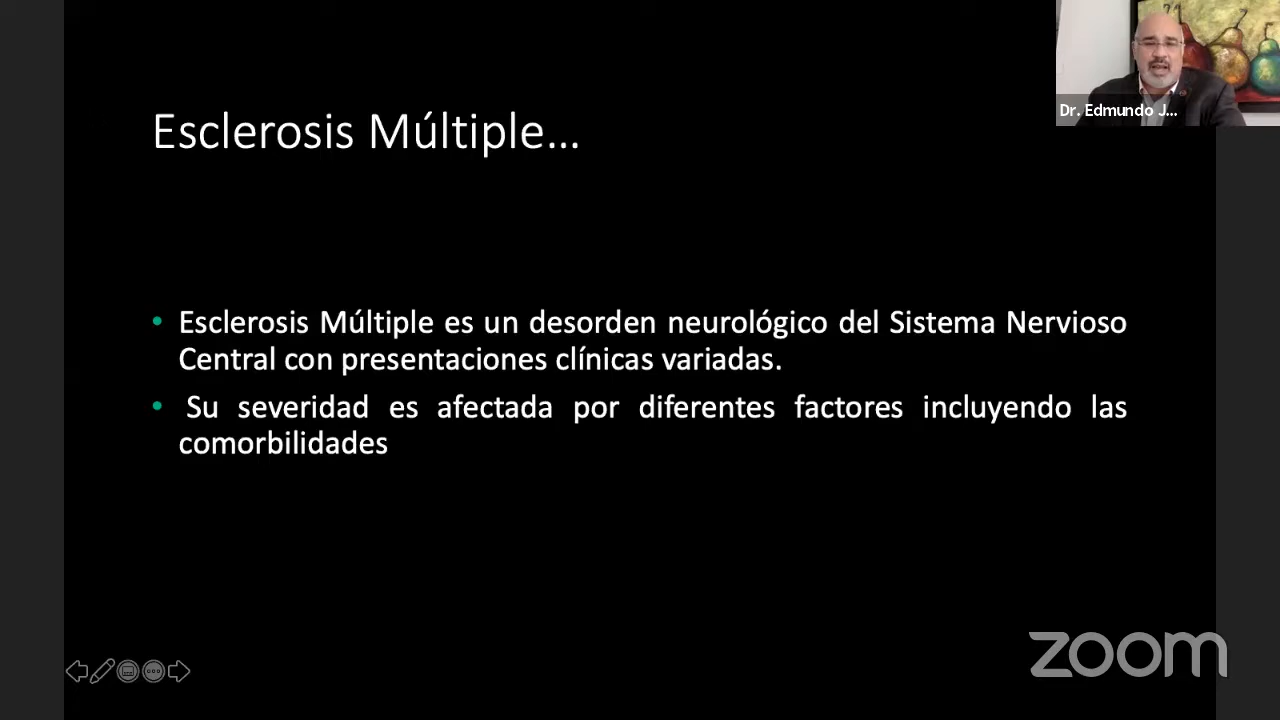 Dr. Edmundo J...
Esclerosis Múltiple...
• Esclerosis Múltiple es un desorden neurológico del Sistema Nervioso
Central con presentaciones clínicas variadas.
• Su severidad es afectada por diferentes factores incluyendo las
comorbilidades
zoom